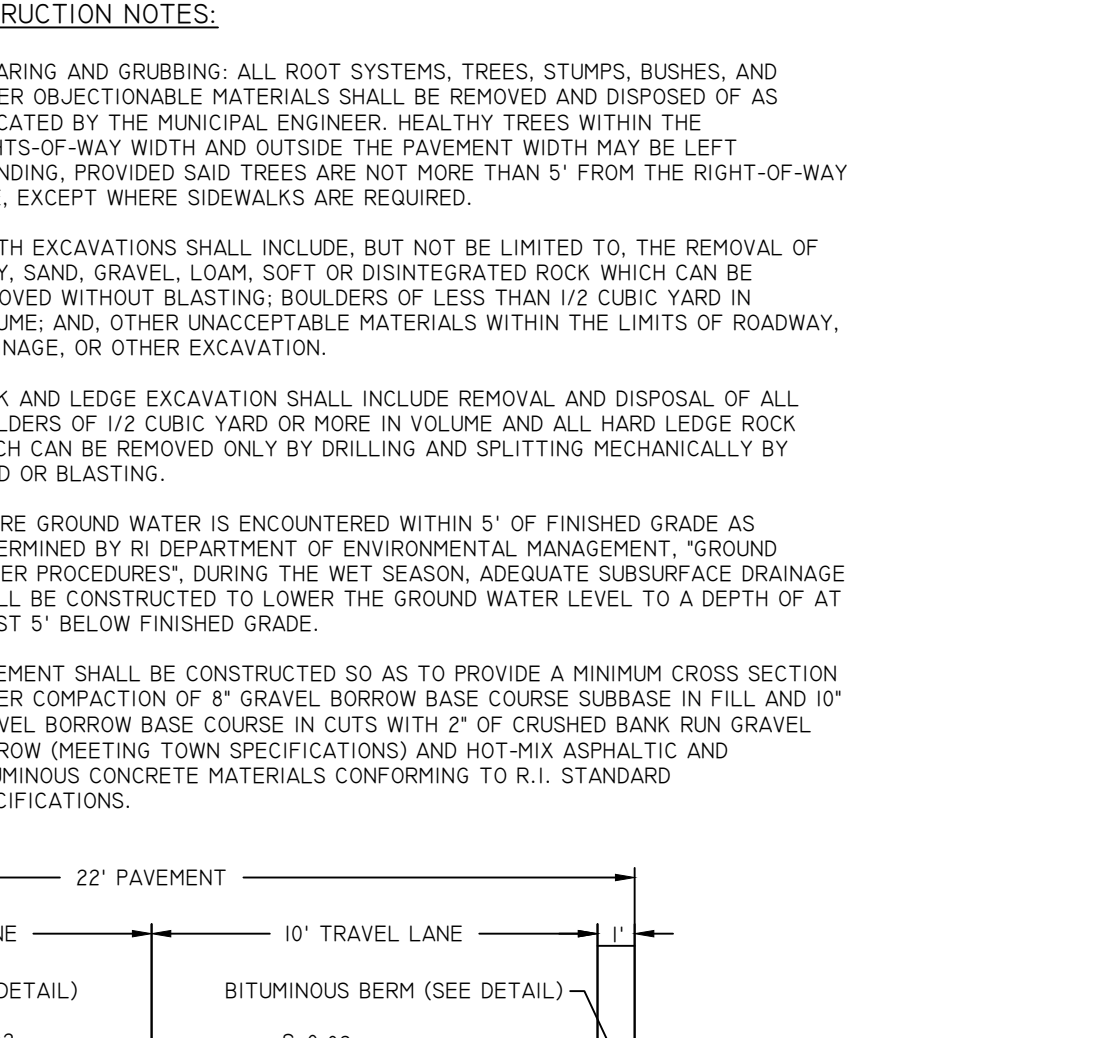 RUCTION NOTES:
ARING AND GRUBBING: ALL ROOT SYSTEMS, TREES, STUMPS, BUSHES, AND
ER OBJECTIONABLE MATERIALS SHALL BE REMOVED AND DISPOSED OF AS
CATED BY THE MUNICIPAL ENGINEER. HEALTHY TREES WITHIN THE
HTS-OF-WAY WIDTH AND OUTSIDE THE PAVEMENT WIDTH MAY BE LEFT
NDING, PROVIDED SAID TREES ARE NOT MORE THAN 5' FROM THE RIGHT-OF-WAY
, EXCEPT WHERE SIDEWALKS ARE REQUIRED.
TH EXCAVATIONS SHALL INCLUDE, BUT NOT BE LIMITED TO, THE REMOVAL OF
Y, SAND, GRAVEL, LOAM, SOFT OR DISINTEGRATED ROCK WHICH CAN BE
OVED WITHOUT BLASTING; BOULDERS OF LESS THAN 1/2 CUBIC YARD IN
UME; AND, OTHER UNACCEPTABLE MATERIALS WITHIN THE LIMITS OF ROADWAY,
NAGE, OR OTHER EXCAVATION.
K AND LEDGE EXCAVATION SHALL INCLUDE REMOVAL AND DISPOSAL OF ALL
LDERS OF 1/2 CUBIC YARD OR MORE IN VOLUME AND ALL HARD LEDGE ROCK
CH CAN BE REMOVED ONLY BY DRILLING AND SPLITTING MECHANICALLY BY
D OR BLASTING.
RE GROUND WATER IS ENCOUNTERED WITHIN 5' OF FINISHED GRADE AS
ERMINED BY RI DEPARTMENT OF ENVIRONMENTAL MANAGEMENT, "GROUND
ER PROCEDURES", DURING THE WET SEASON, ADEQUATE SUBSURFACE DRAINAGE
LL BE CONSTRUCTED TO LOWER THE GROUND WATER LEVEL TO A DEPTH OF AT
ST 5' BELOW FINISHED GRADE.
EMENT SHALL BE CONSTRUCTED SO AS TO PROVIDE A MINIMUM CROSS SECTION
ER COMPACTION OF 8" GRAVEL BORROW BASE COURSE SUBBASE IN FILL AND 10"
VEL BORROW BASE COURSE IN CUTS WITH 2" OF CRUSHED BANK RUN GRAVEL
ROW (MEETING TOWN SPECIFICATIONS) AND HOT-MIX ASPHALTIC AND
UMINOUS CONCRETE MATERIALS CONFORMING TO R.I. STANDARD
CIFICATIONS.
22' PAVEMENT
NE 10' TRAVEL LANE 1'
DETAIL) BITUMINOUS BERM (SEE DETAIL)